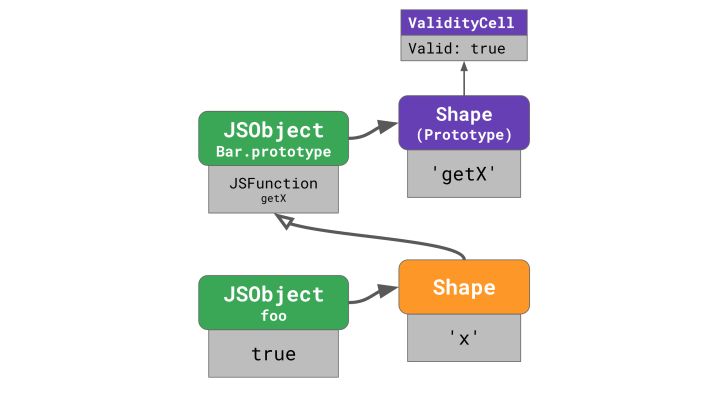 ValidityCell
Valid: true
Shape
(Prototype)
'getX'
JSObject
Bar.prototype
JSFunction
getX
JSObject
foo
true
Shape
'x'